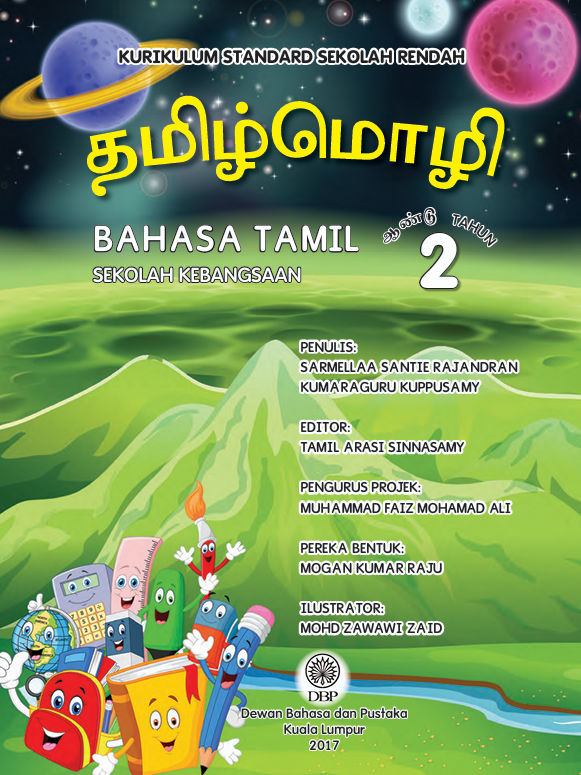 KURIKULUM STANDARD SEKOLAH RENDAH
தமிழ்மொழி
BAHASA TAMIL
SEKOLAH KEBANGSAAN
ஆண்டு TAHUN
2
PENULIS:
SARMELLAA SANTIE RAJANDRAN
KUMARAGURU KUPPUSAMY
EDITOR:
TAMIL ARASI SINNASAMY
PENGURUS PROJEK:
MUHAMMAD FAIZ MOHAMAD ALI
PEREKA BENTUK:
MOGAN KUMAR RAJU
ILUSTRATOR:
MOHD ZAWAWI ZAID
DBP
Dewan Bahasa dan Pustaka
Kuala Lumpur
2017